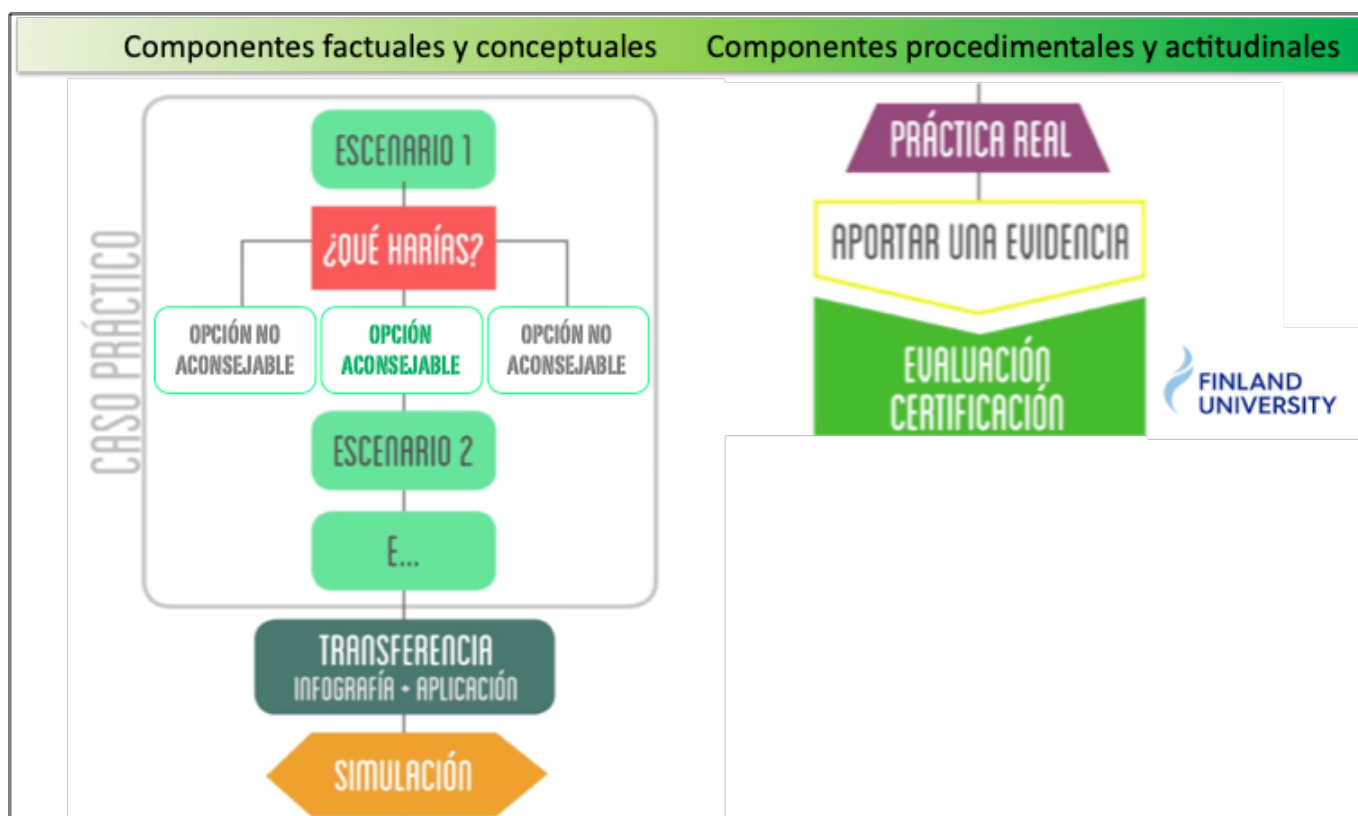 Componentes factuales y conceptuales
Componentes procedimentales y actitudinales
CASO PRÁCTICO
ESCENARIO 1
¿QUÉ HARÍAS?
OPCIÓN NO
ACONSEJABLE
OPCIÓN
ACONSEJABLE
OPCIÓN NO
ACONSEJABLE
ESCENARIO 2
E...
TRANSFERENCIA
INFOGRAFÍA + APLICACIÓN
SIMULACIÓN
PRÁCTICA REAL
APORTAR UNA EVIDENCIA
EVALUACIÓN
CERTIFICACIÓN
FINLAND
UNIVERSITY